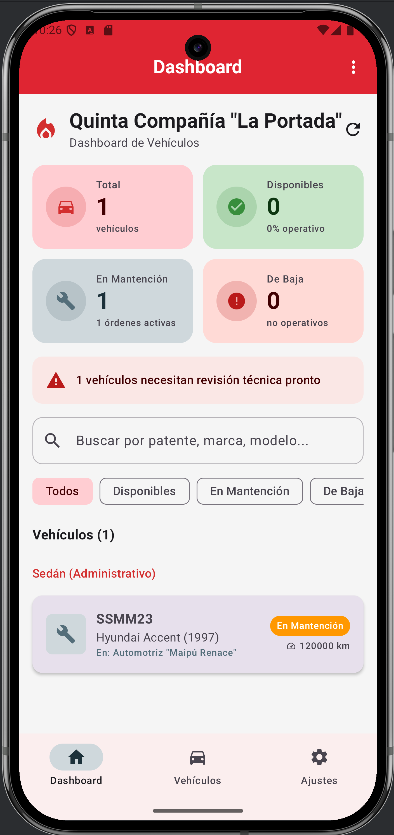 10:26
Dashboard
Quinta Compañía "La Portada"
Dashboard de Vehículos
Total
1
vehículos
Disponibles
0
0% operativo
En Mantención
1
1 órdenes activas
De Baja
0
no operativos
1 vehículos necesitan revisión técnica pronto
Buscar por patente, marca, modelo...
Todos
Disponibles
En Mantención
De Baja
Vehículos (1)
Sedán (Administrativo)
SSMM23
Hyundai Accent (1997)
En: Automotriz "Maipú Renace"
En Mantención
120000 km
Dashboard
Vehículos
Ajustes